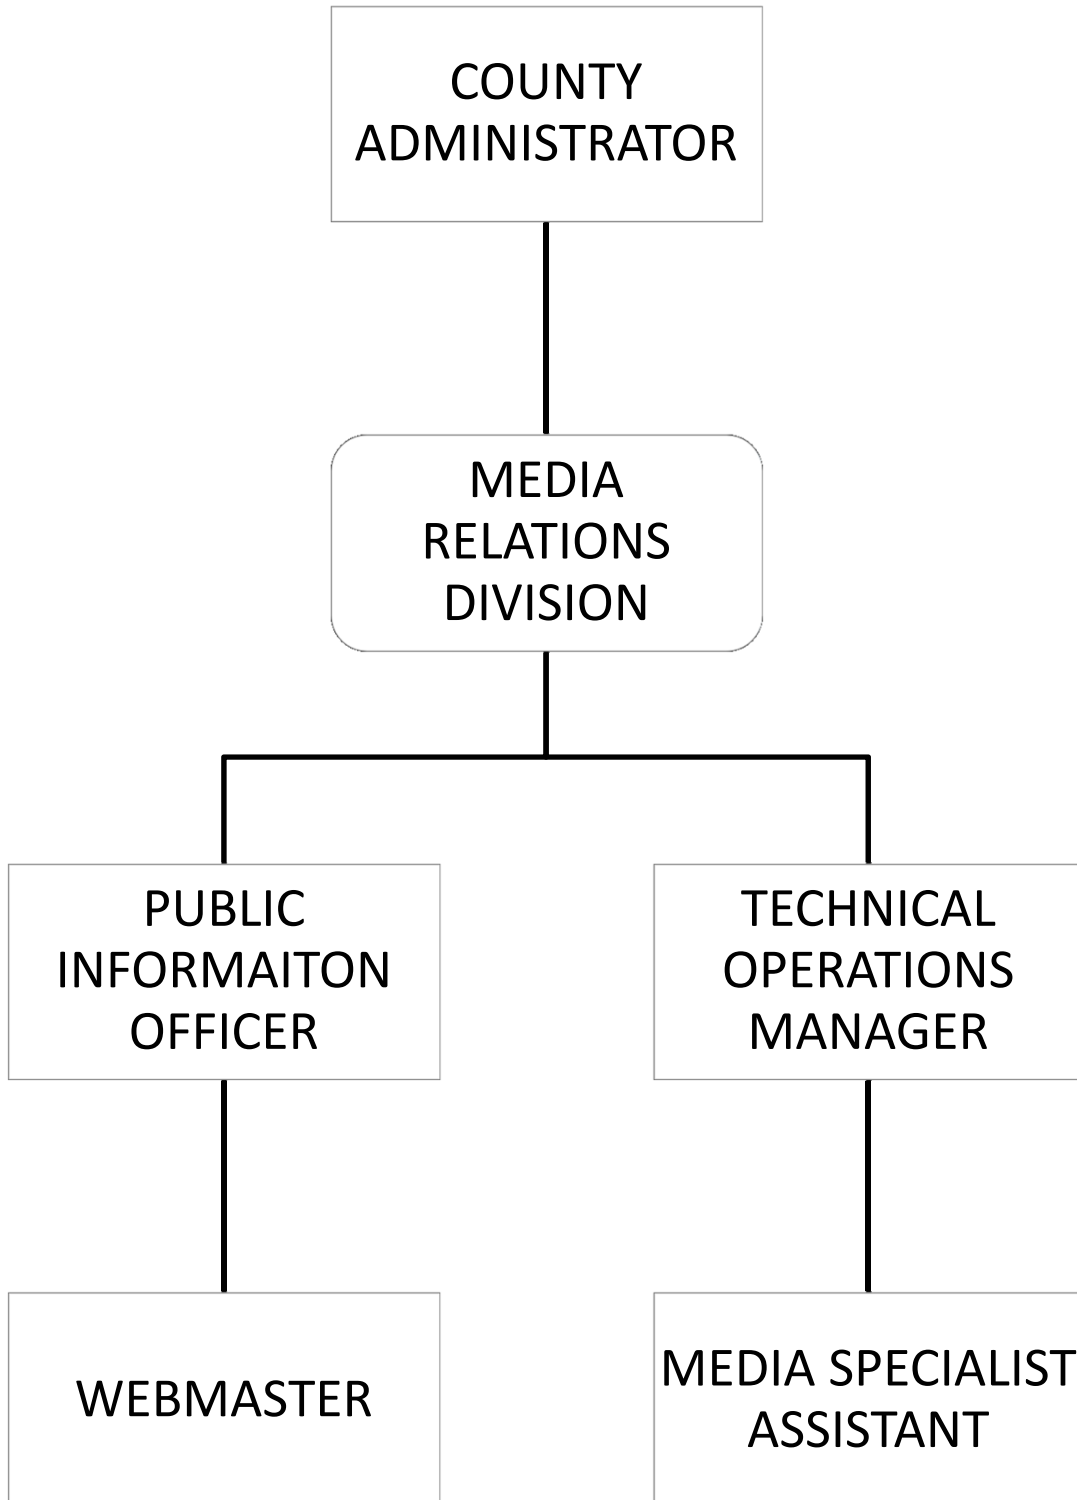 COUNTY
ADMINISTRATOR
MEDIA
RELATIONS
DIVISION
PUBLIC
INFORMAITON
OFFICER
TECHNICAL
OPERATIONS
MANAGER
WEBMASTER
MEDIA SPECIALIST
ASSISTANT